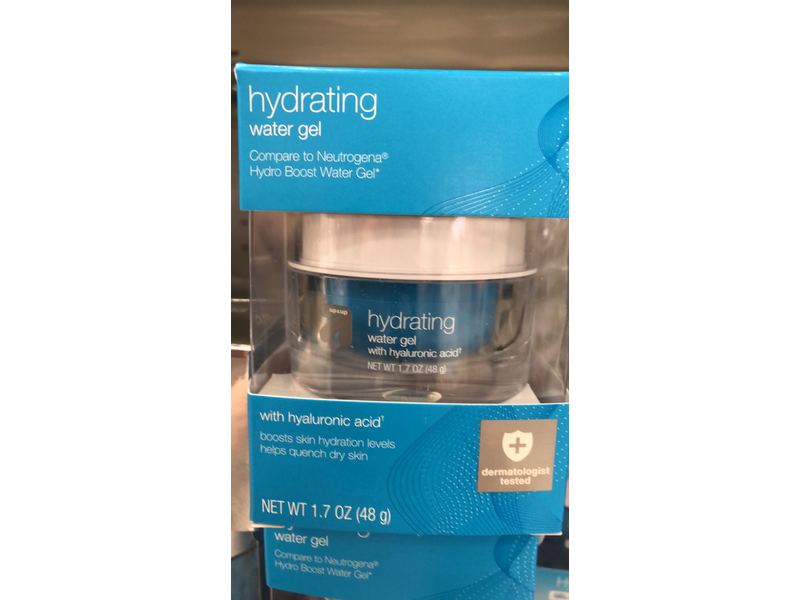 hydrating
water gel
Compare to Neutrogena®
Hydro Boost Water Gel*
up&up
hydrating
water gel
with hyaluronic acid†
NET WT 1.7 OZ (48 g)
with hyaluronic acid†
boosts skin hydration levels
helps quench dry skin
dermatologist
tested
NET WT 1.7 OZ (48 g)
water gel
Compare to Neutrogena®
Hydro Boost Water Gel*